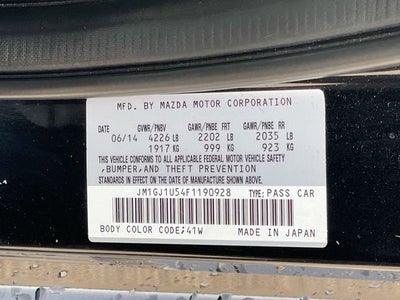 MFD. BY MAZDA MOTOR CORPORATION
DATE GVWR/PNBV GAWR/PNBE FRT GAWR/PNBE RR
06/14 4226 LB 2202 LB 2035 LB
1917 KG 999 KG 923 KG
THIS VEHICLE CONFORMS TO ALL APPLICABLE FEDERAL MOTOR VEHICLE SAFETY
,BUMPER,AND THEFT PREVENTION
STANDARDS IN EFFECT ON THE DATE OF MANUFACTURE SHOWN ABOVE.
JM1GJ1U54F1190928 TYPE: PASS CAR
BODY COLOR CODE:41W MADE IN JAPAN